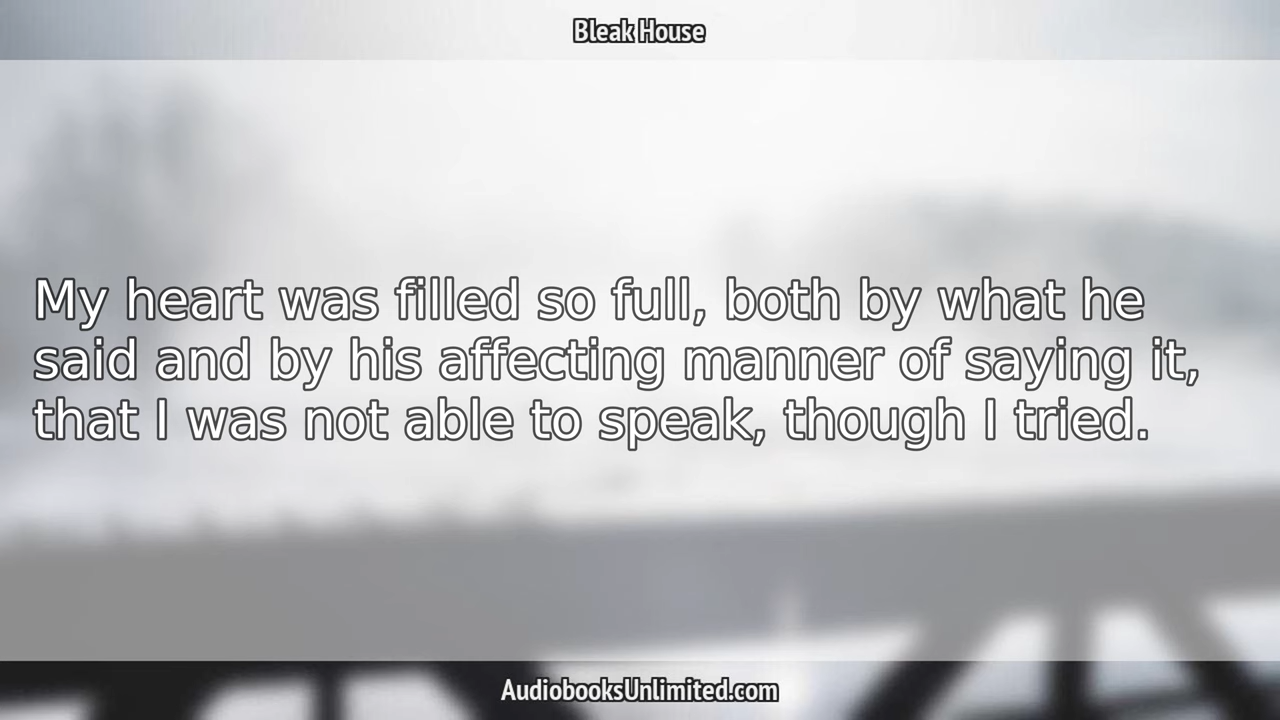 Bleak House
My heart was filled so full, both by what he
said and by his affecting manner of saying it,
that I was not able to speak, though I tried.
AudiobooksUnlimited.com